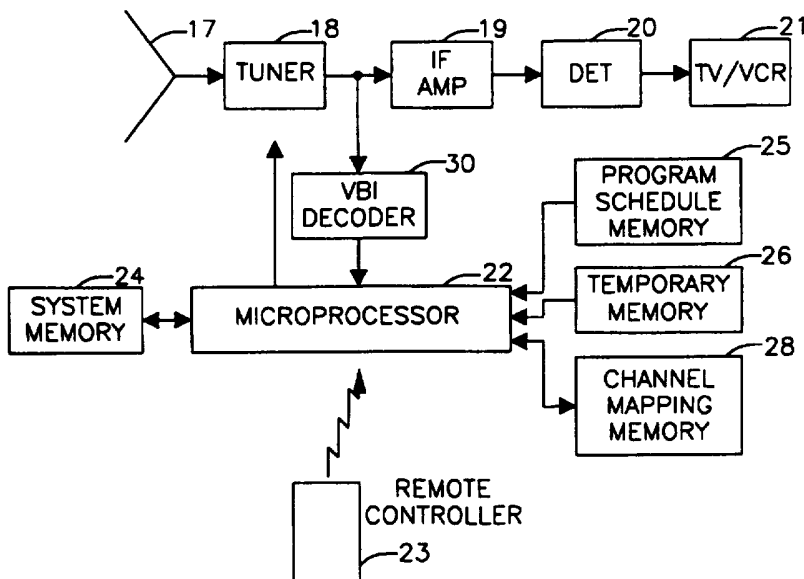 17
18
19
20
21
TUNER
IF
AMP
DET
TV/VCR
30
VBI
DECODER
25
PROGRAM
SCHEDULE
MEMORY
24
SYSTEM
MEMORY
22
MICROPROCESSOR
26
TEMPORARY
MEMORY
28
CHANNEL
MAPPING
MEMORY
REMOTE
CONTROLLER
23